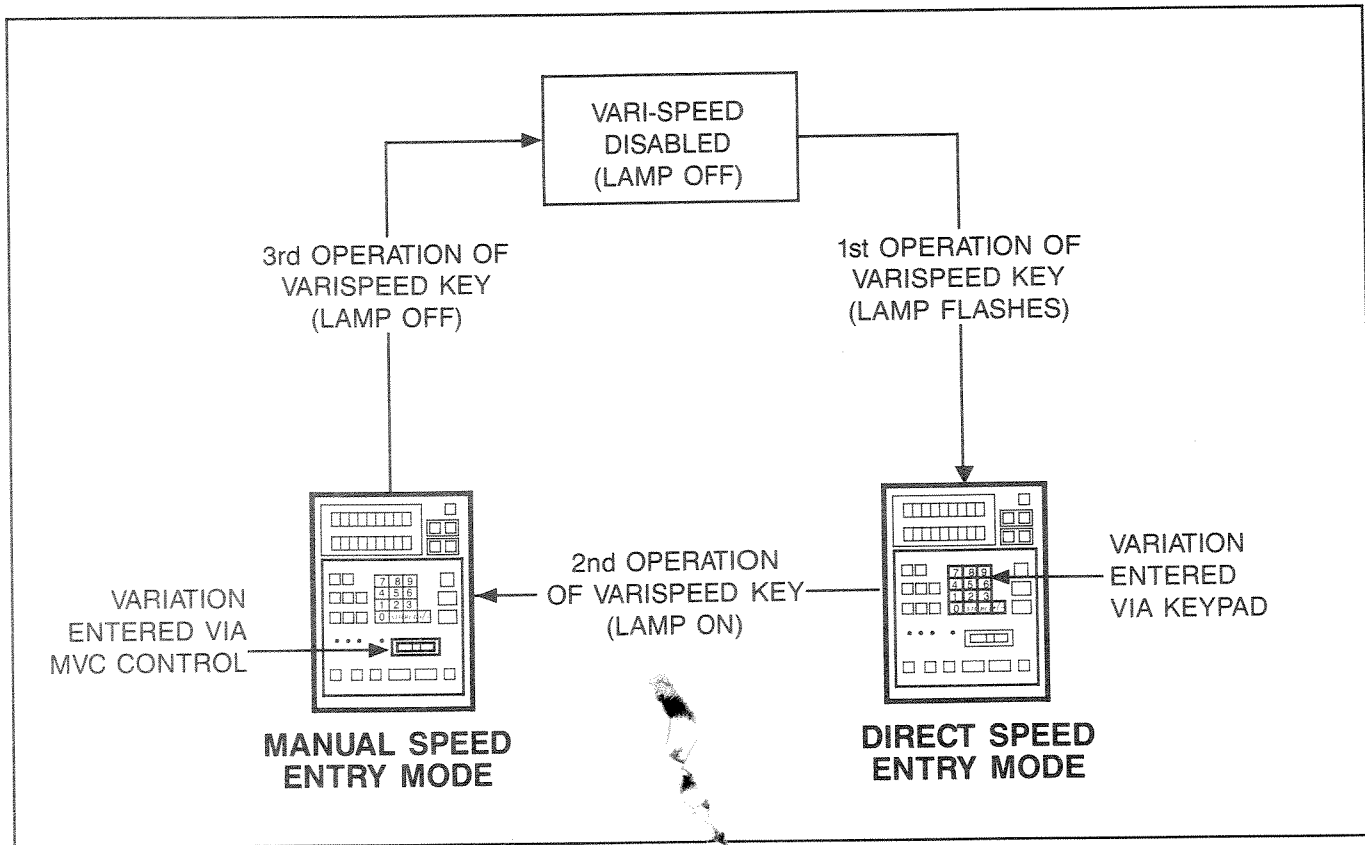 VARI-SPEED
DISABLED
(LAMP OFF)
3rd OPERATION OF
VARISPEED KEY
(LAMP OFF)
1st OPERATION OF
VARISPEED KEY
(LAMP FLASHES)
2nd OPERATION
OF VARISPEED KEY
(LAMP ON)
VARIATION
ENTERED VIA
MVC CONTROL
7 8 9
4 5 6
1 2 3
0
7 8 9
4 5 6
1 2 3
0
VARIATION
ENTERED
VIA KEYPAD
MANUAL SPEED
ENTRY MODE
DIRECT SPEED
ENTRY MODE